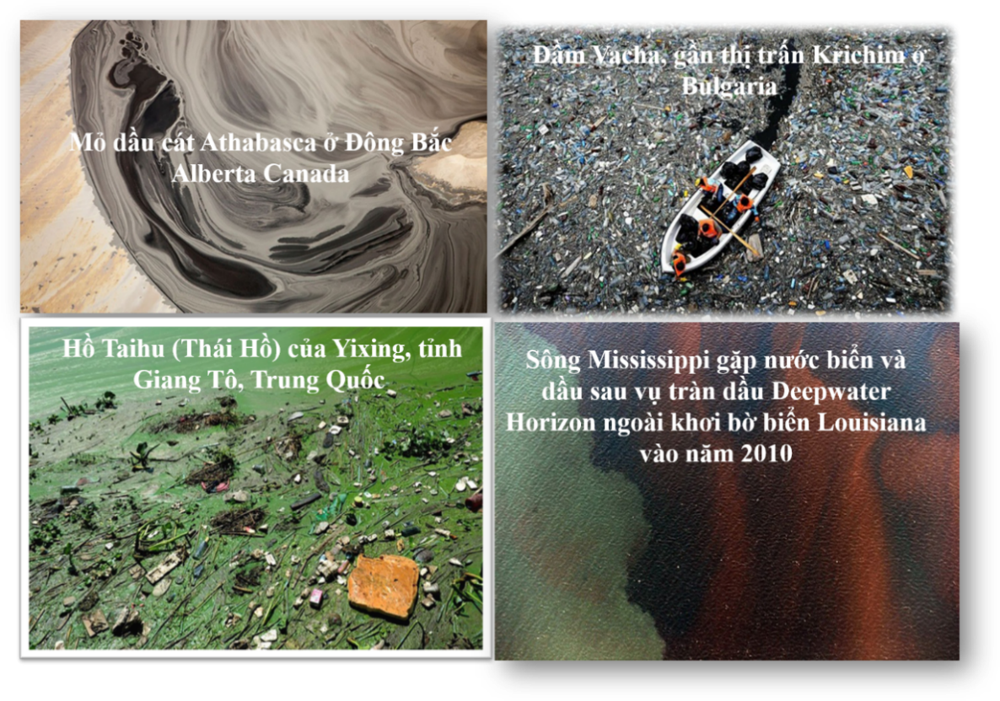 Mỏ dầu cát Athabasca ở Đông Bắc
Alberta Canada
Đầm Vacha, gần thị trấn Krichim ở
Bulgaria
Hồ Taihu (Thái Hồ) của Yixing, tỉnh
Giang Tô, Trung Quốc
Sông Mississippi gặp nước biển và
dầu sau vụ tràn dầu Deepwater
Horizon ngoài khơi bờ biển Louisiana
vào năm 2010